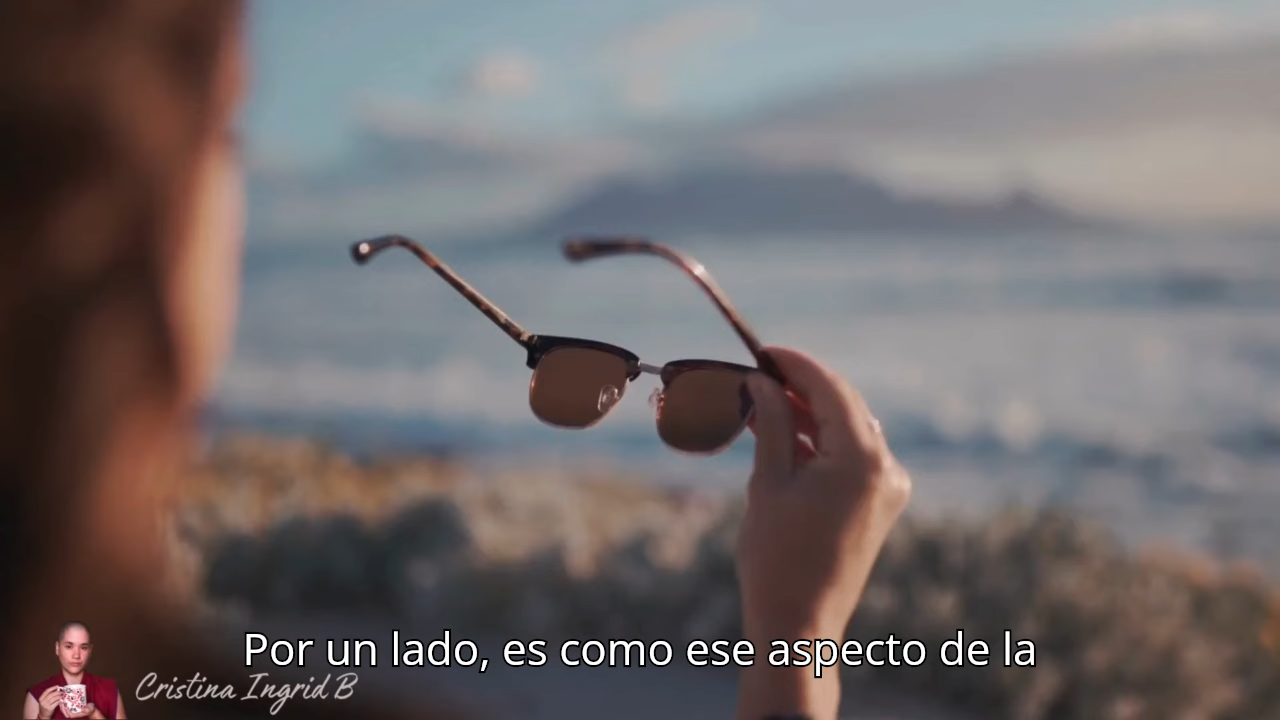 Por un lado, es como ese aspecto de la
Cristina Ingrid B